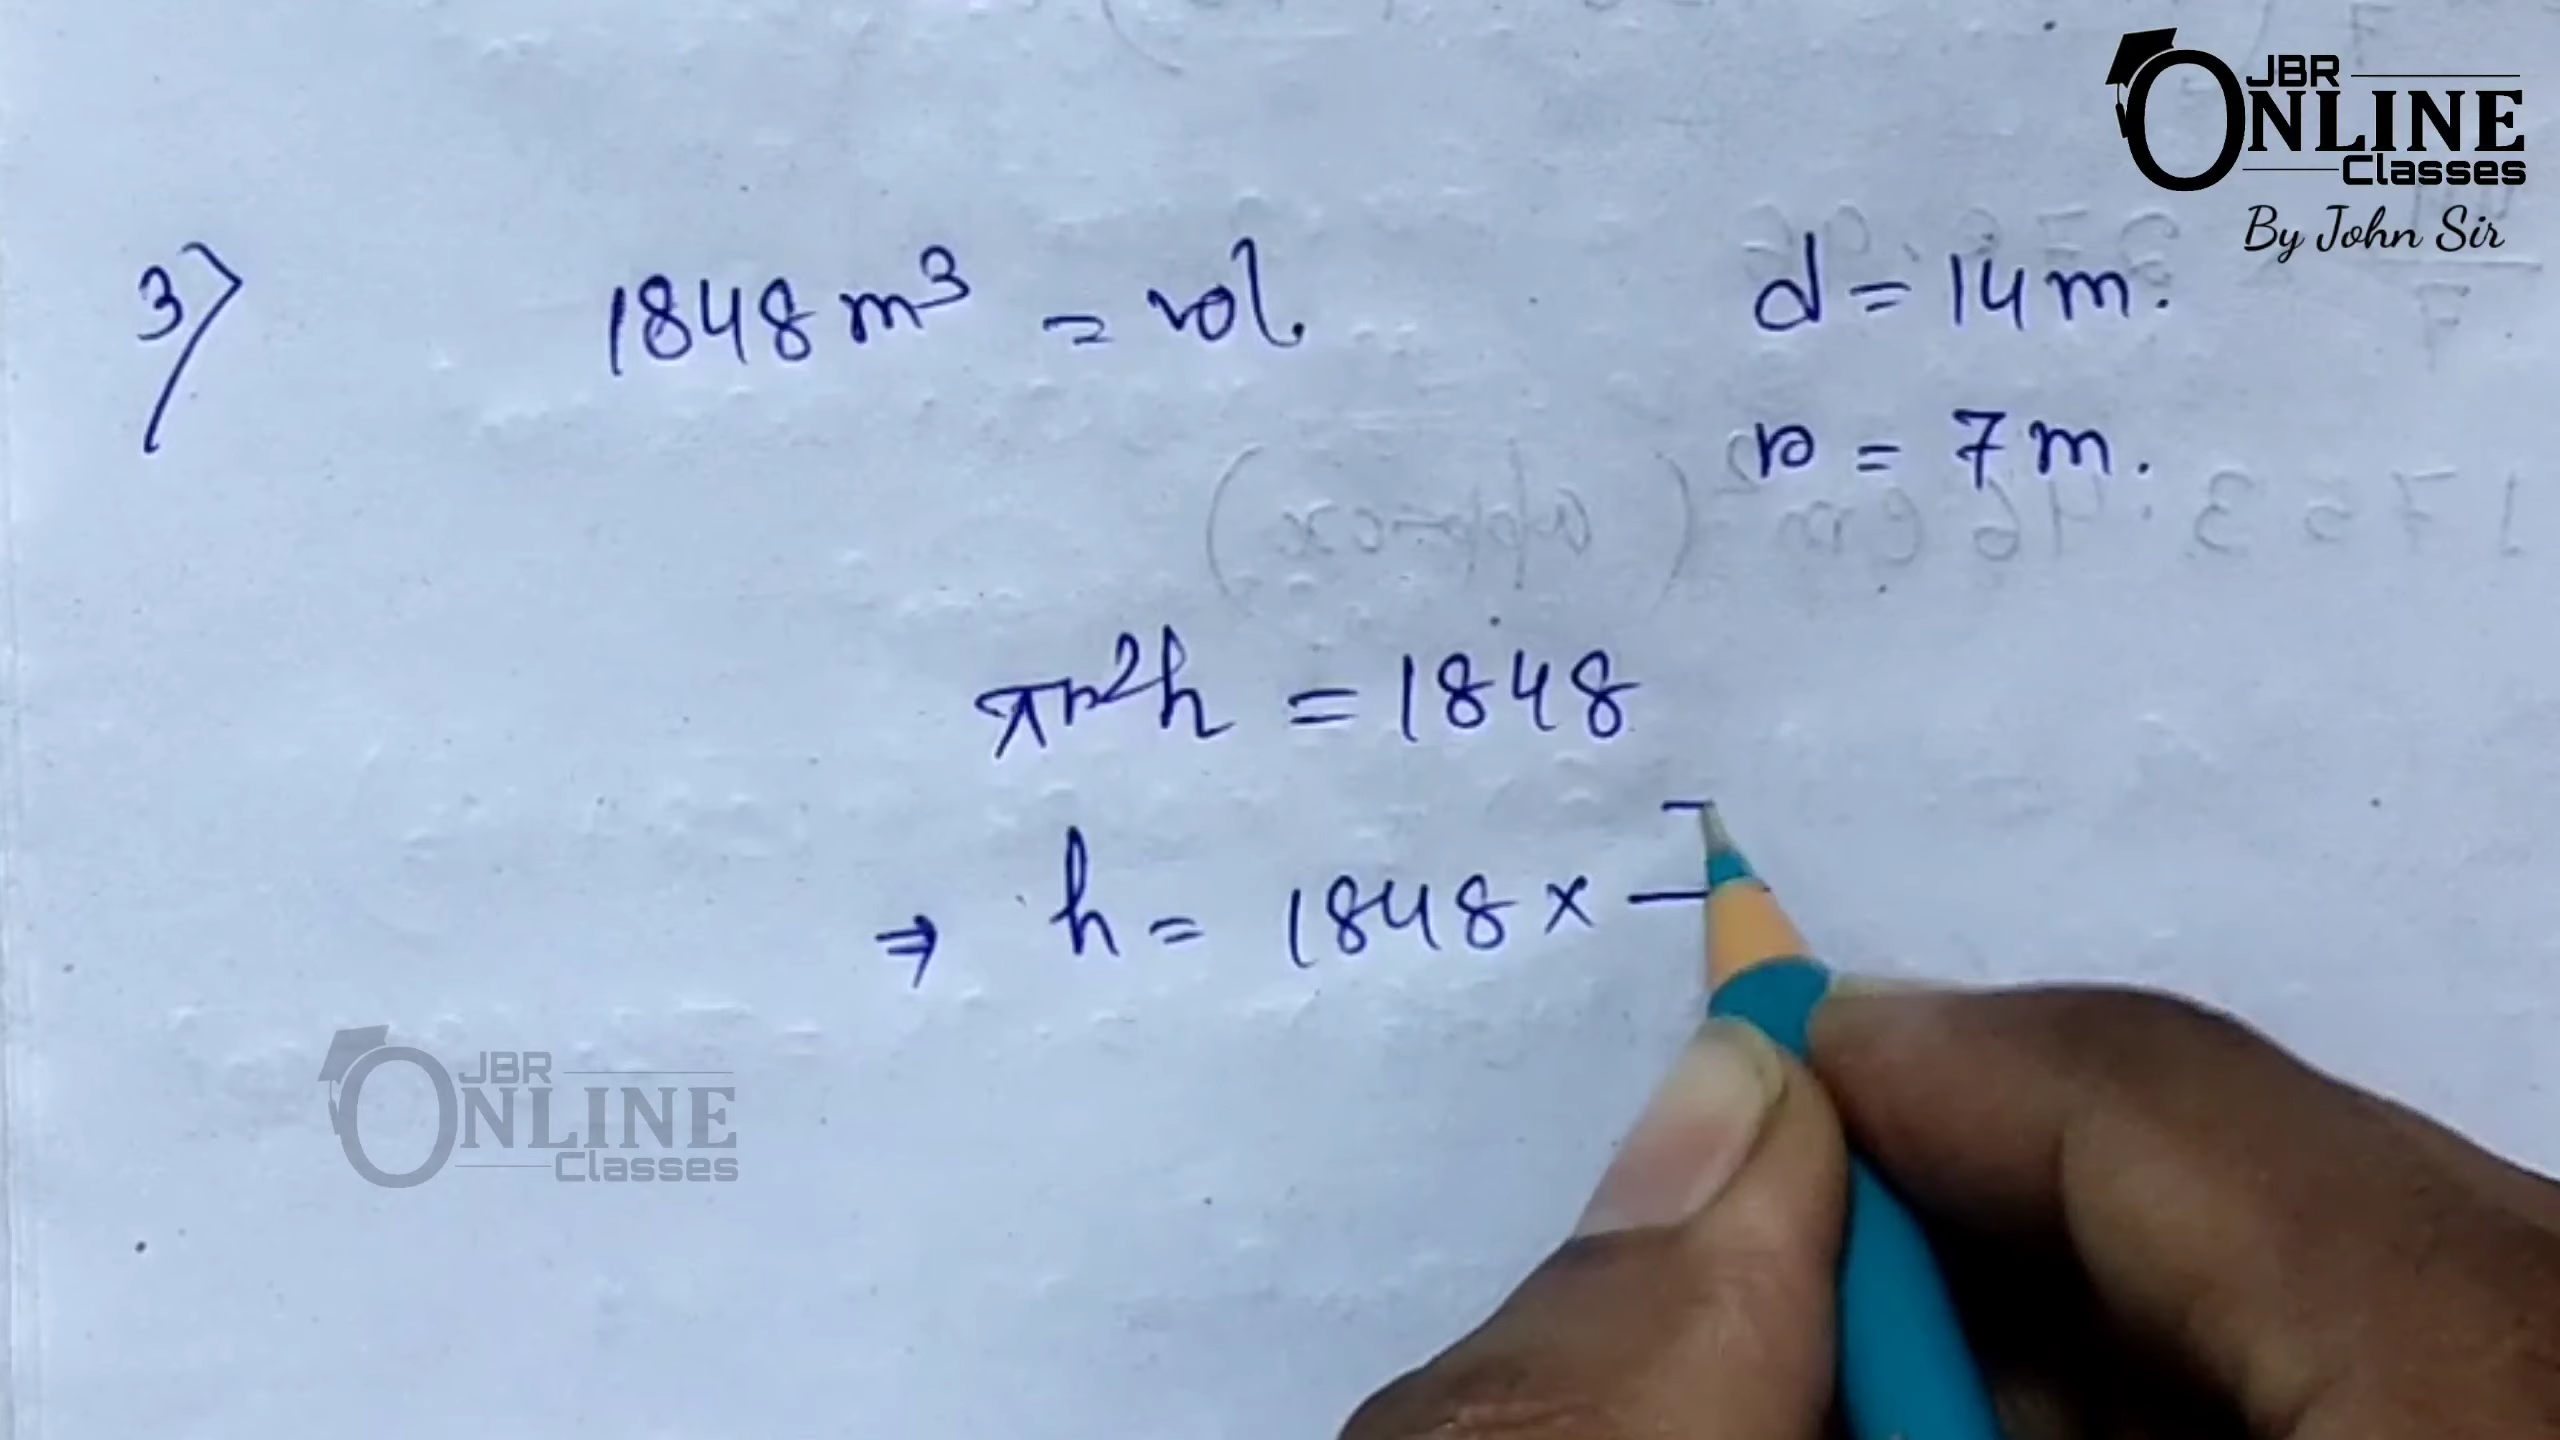 JBR
ONLINE
Classes
By John Sir
3) 1848 m³ = vol. d = 14 m.
r = 7 m.
πr²h = 1848
⇒ h = 1848 ×
JBR
ONLINE
Classes